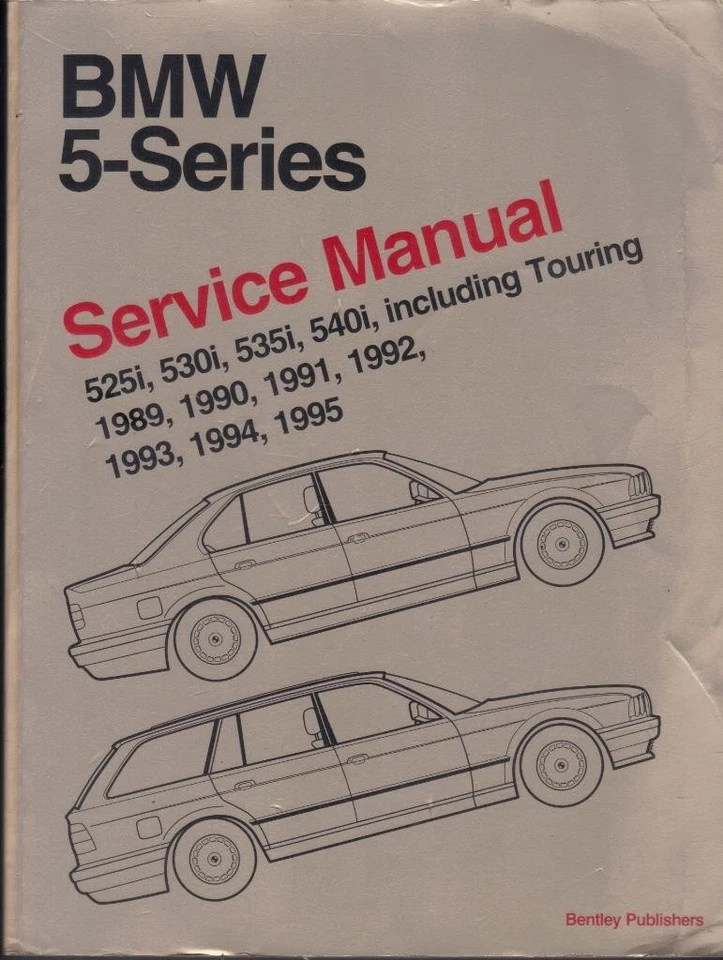 BMW
5-Series
Service Manual
525i, 530i, 535i, 540i, including Touring
1989, 1990, 1991, 1992,
1993, 1994, 1995
Bentley Publishers